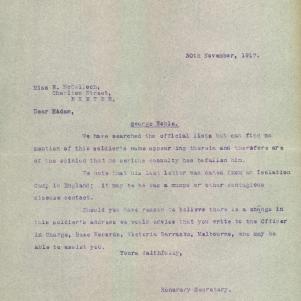 30th November, 1917.
Miss E. McCulloch,
Charlton Street,
EXETER,
Dear Madam,
George Noble.
We have searched the official lists but can find no
mention of this soldier's name appearing therein and therefore are
of the opinion that no serious casualty has befallen him.
We note that his last letter was dated from an Isolation
Camp in England; it may be he was a mumps or other contagious
disease contact.
Should you have reason to believe there is a change in
this soldier's address we would advise that you write to the Officer
in Charge, Base Records, Victoria Barracks, Melbourne, who may be
able to assist you.
Yours faithfully,
Honorary Secretary.